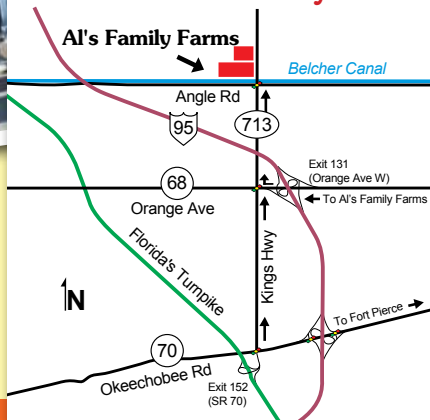 Al's Family Farms
Belcher Canal
Angle Rd
95
713
Exit 131
(Orange Ave W)
68
To Al's Family Farms
Orange Ave
Florida's Turnpike
Kings Hwy
N
To Fort Pierce
70
Okeechobee Rd
Exit 152
(SR 70)